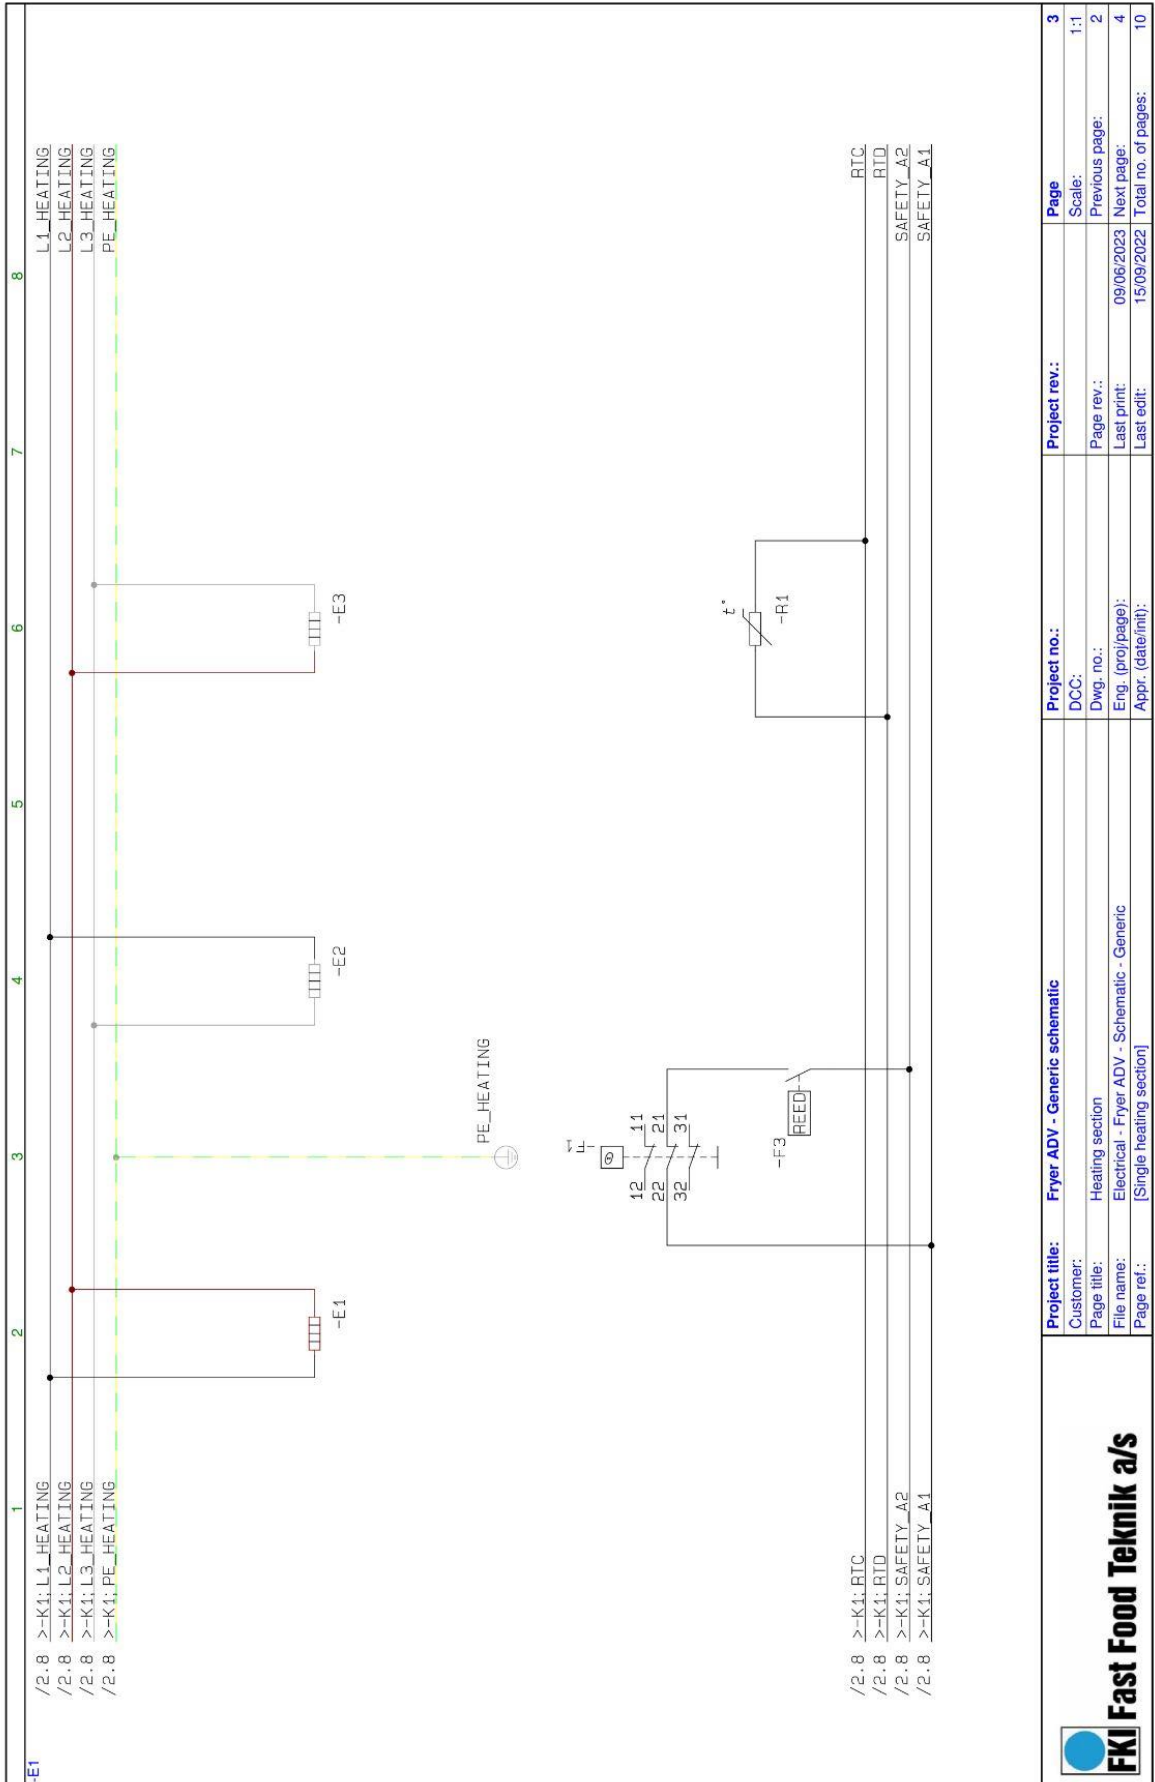 1 2 3 4 5 6 7 8
-E1
/2.8 >-K1; L1_HEATING L1_HEATING
/2.8 >-K1; L2_HEATING L2_HEATING
/2.8 >-K1; L3_HEATING L3_HEATING
/2.8 >-K1; PE_HEATING PE_HEATING
-E1
-E2
-E3
PE_HEATING
-F1
Θ
12 11
22 21
32 31
-F3
REED
t°
-R1
/2.8 >-K1; RTC RTC
/2.8 >-K1; RTD RTD
/2.8 >-K1; SAFETY_A2 SAFETY_A2
/2.8 >-K1; SAFETY_A1 SAFETY_A1
FKI Fast Food Teknik a/s
Project title: Fryer ADV - Generic schematic Project no.: Project rev.: Page 3
Customer: DCC: Scale: 1:1
Page title: Heating section Dwg. no.: Page rev.: Previous page: 2
File name: Electrical - Fryer ADV - Schematic - Generic Eng. (proj/page): Last print: 09/06/2023 Next page: 4
Page ref.: [Single heating section] Appr. (date/init): Last edit: 15/09/2022 Total no. of pages: 10